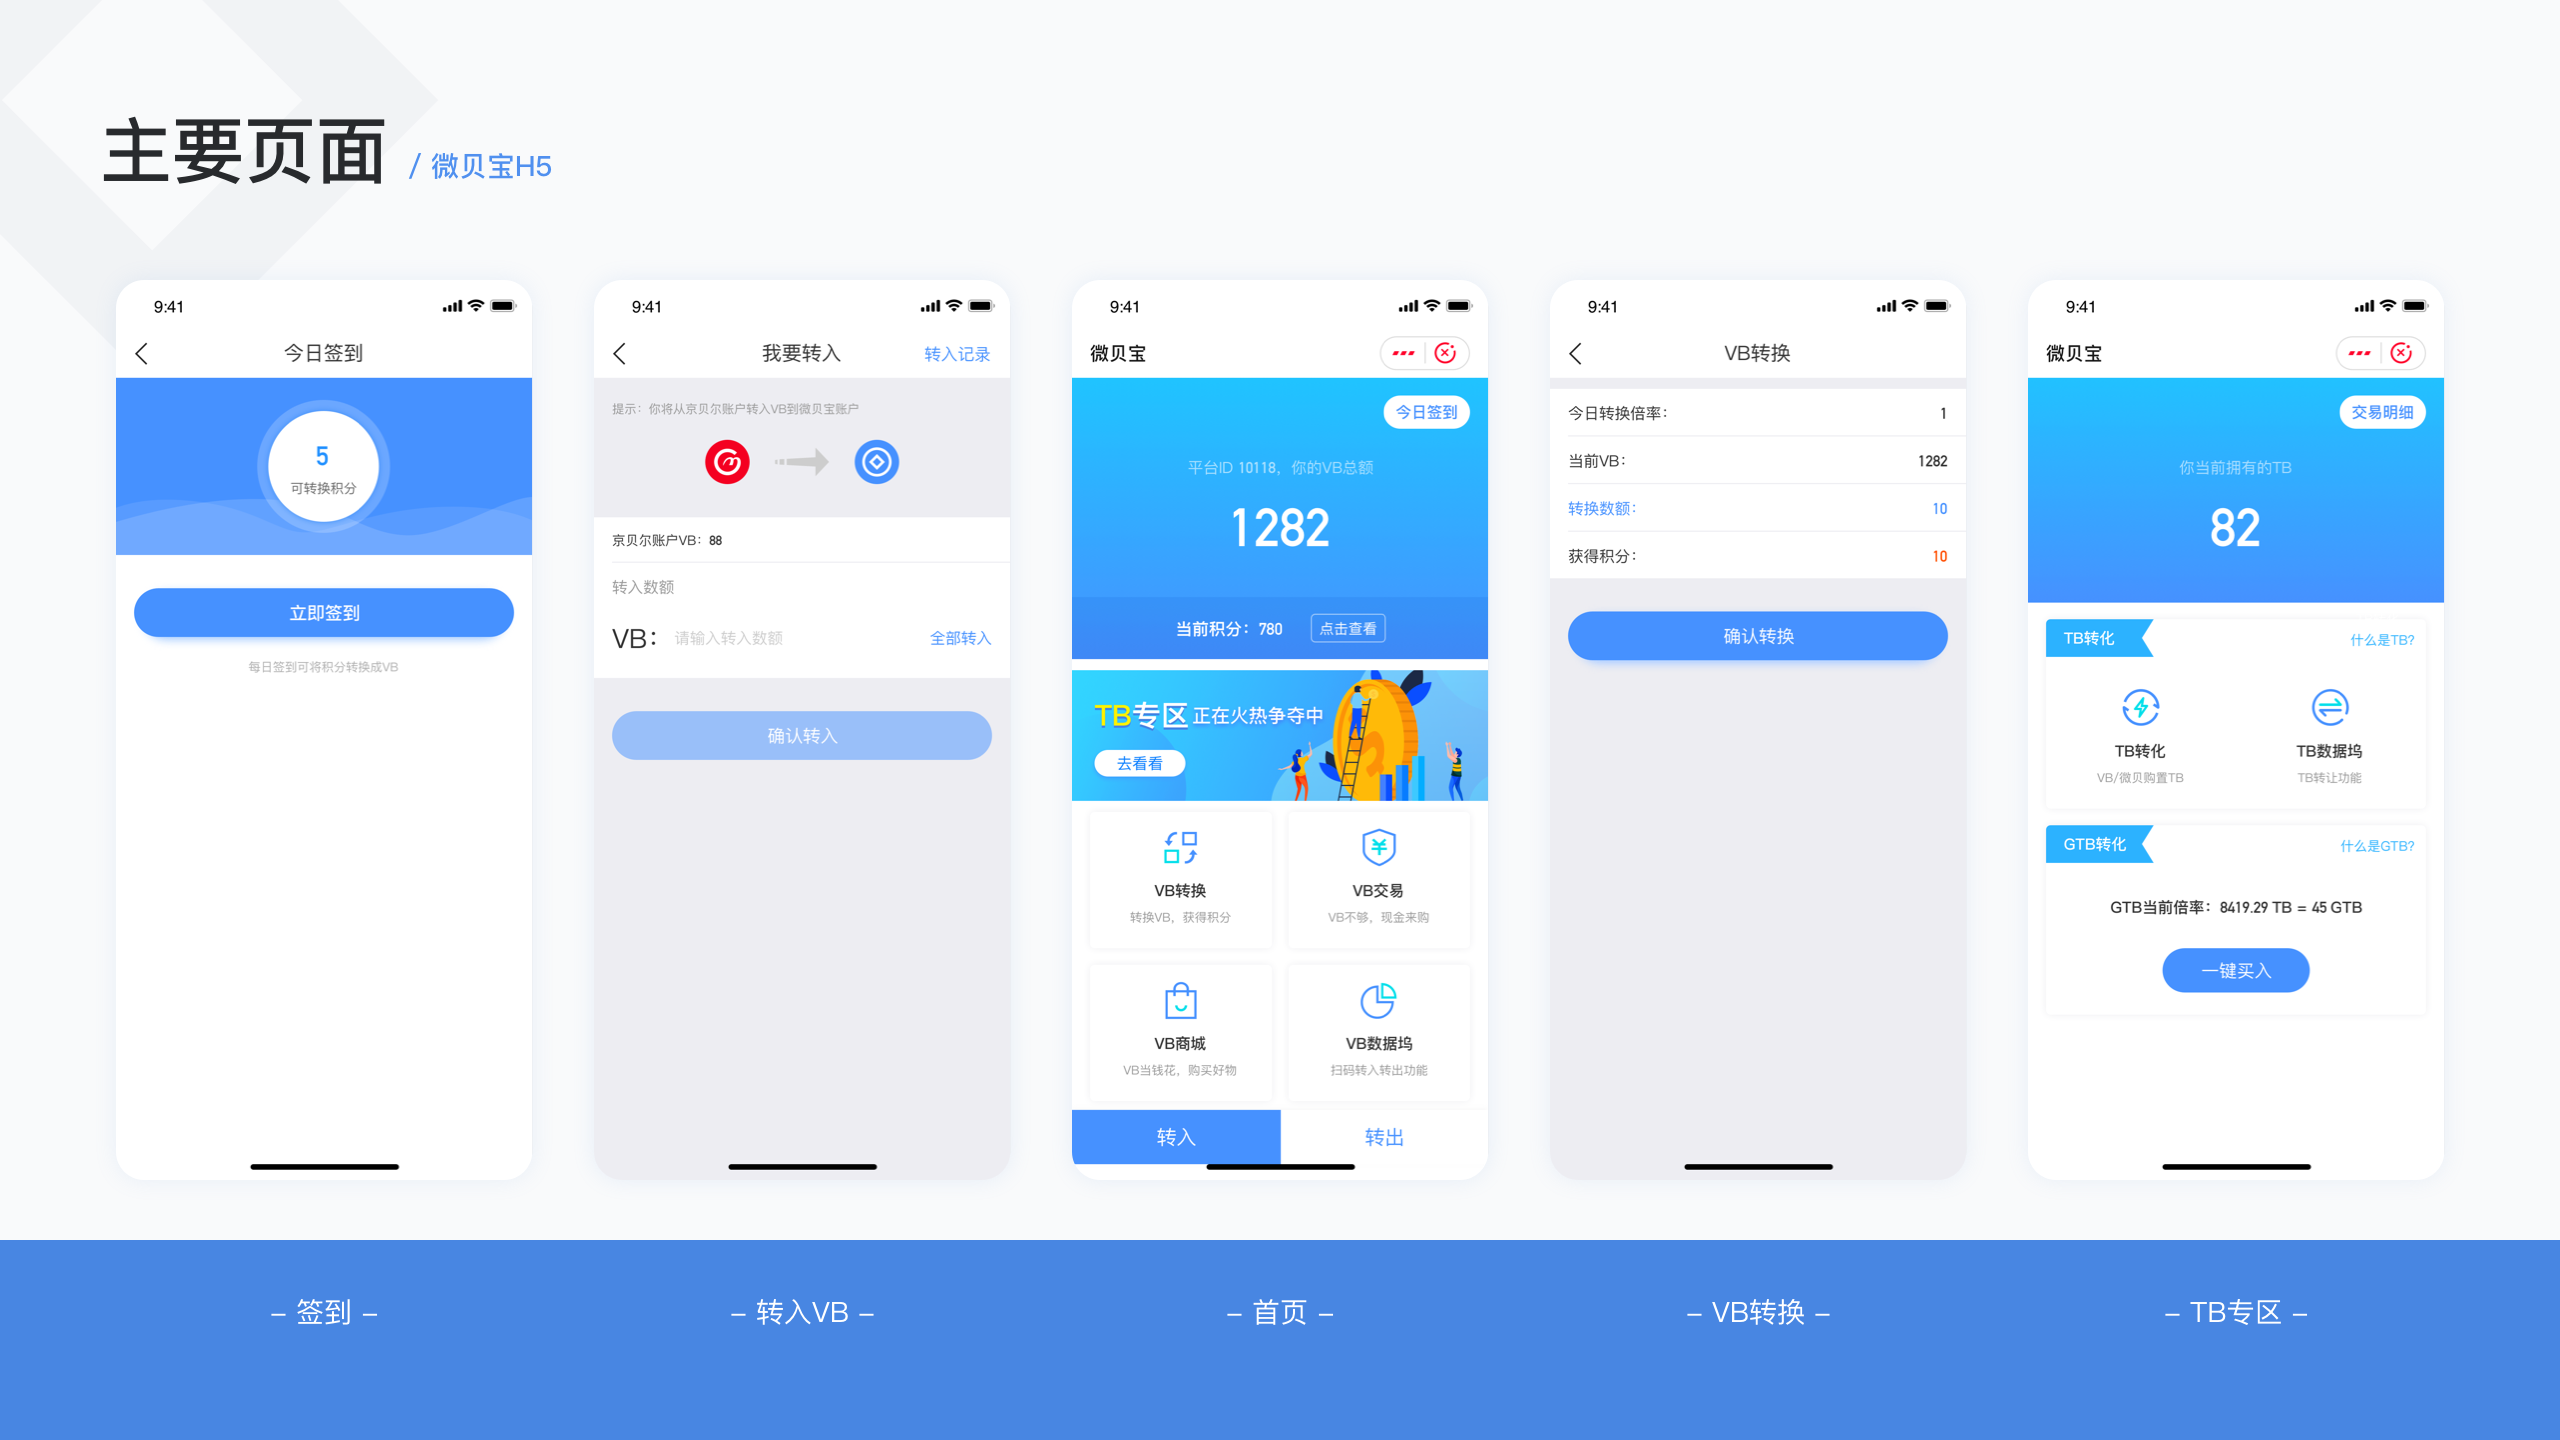 主要页面 / 微贝宝H5
9:41
今日签到
5
可转换积分
立即签到
每日签到可将积分转换成VB
9:41
我要转入
转入记录
提示：你将从京贝尔账户转入VB到微贝宝账户
京贝尔账户VB：88
转入数额
VB： 请输入转入数额 全部转入
确认转入
9:41
微贝宝
今日签到
平台ID 10118，你的VB总额
1282
当前积分：780 点击查看
TB专区 正在火热争夺中
去看看
VB转换
转换VB，获得积分
VB交易
VB不够，现金来购
VB商城
VB当钱花，购买好物
VB数据坞
扫码转入转出功能
转入
转出
9:41
VB转换
今日转换倍率： 1
当前VB： 1282
转换数额： 10
获得积分： 10
确认转换
9:41
微贝宝
交易明细
你当前拥有的TB
82
TB转化
什么是TB?
TB转化
VB/微贝购置TB
TB数据坞
TB转让功能
GTB转化
什么是GTB?
GTB当前倍率：8419.29 TB = 45 GTB
一键买入
– 签到 –
– 转入VB –
– 首页 –
– VB转换 –
– TB专区 –